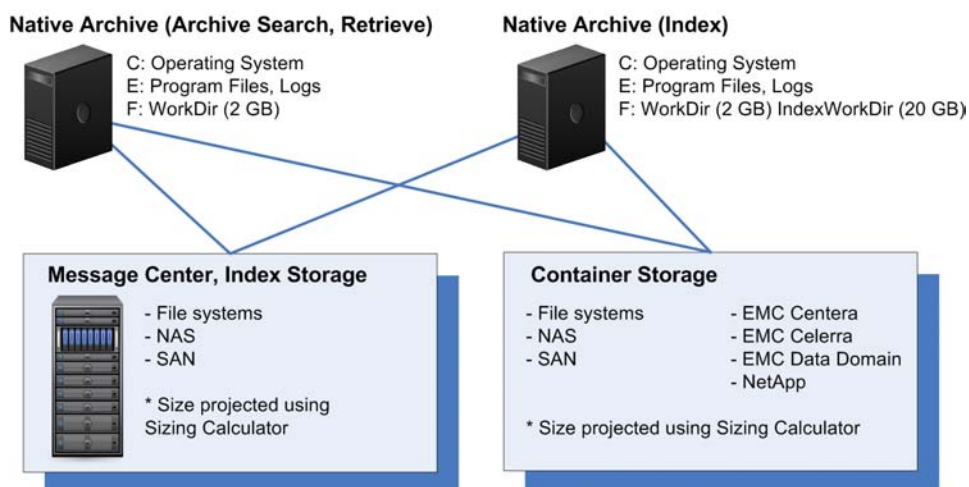 Native Archive (Archive Search, Retrieve)
C: Operating System
E: Program Files, Logs
F: WorkDir (2 GB)
Native Archive (Index)
C: Operating System
E: Program Files, Logs
F: WorkDir (2 GB) IndexWorkDir (20 GB)
Message Center, Index Storage
- File systems
- NAS
- SAN
* Size projected using
Sizing Calculator
Container Storage
- File systems
- NAS
- SAN
- EMC Centera
- EMC Celerra
- EMC Data Domain
- NetApp
* Size projected using Sizing Calculator